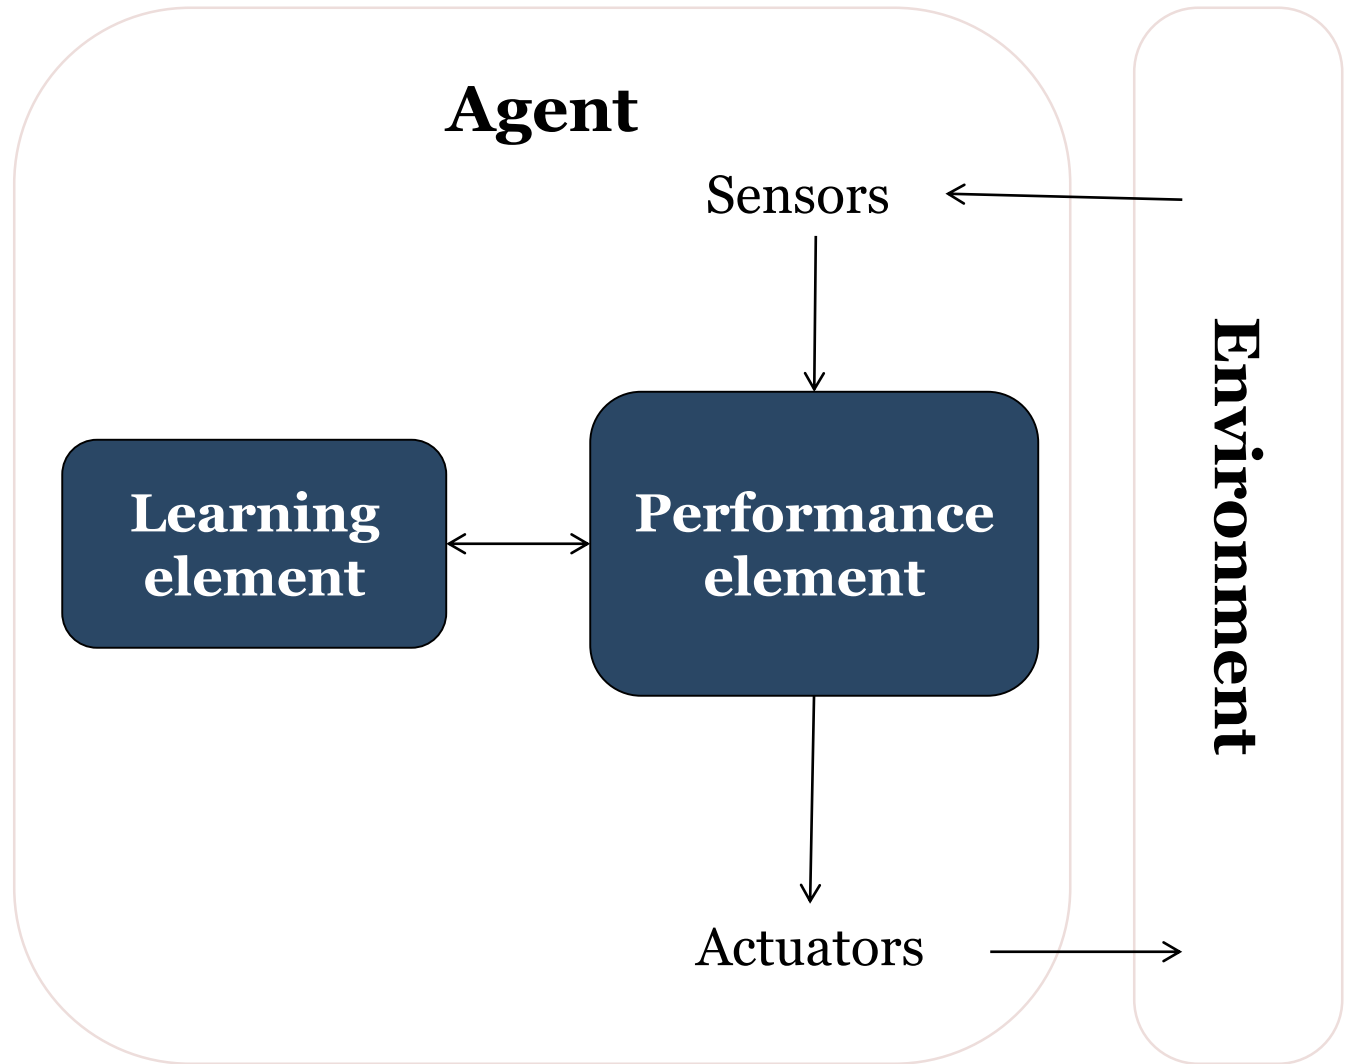 Agent
Sensors
Learning
element
Performance
element
Environment
Actuators